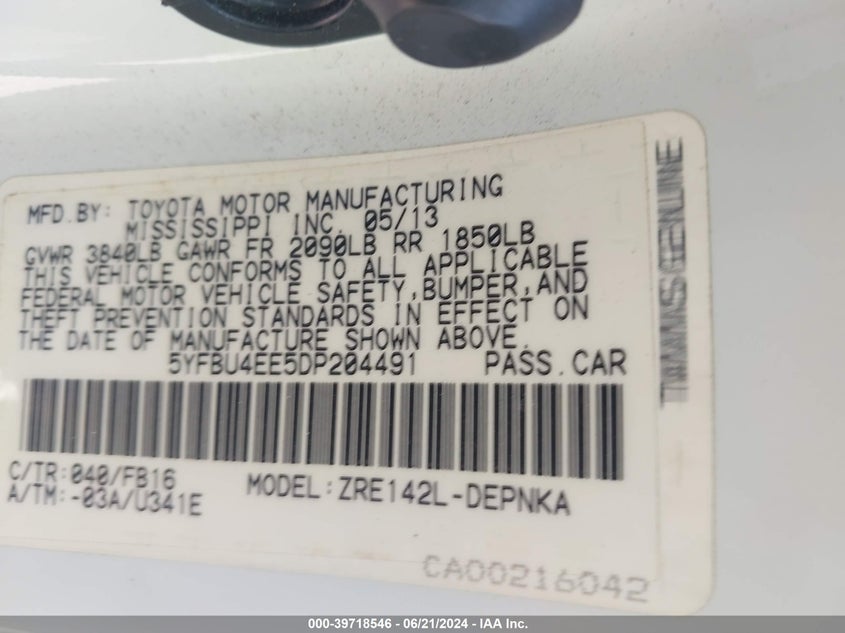 MFD.BY: TOYOTA MOTOR MANUFACTURING
MISSISSIPPI INC. 05/13
GVWR 3840LB GAWR FR 2090LB RR 1850LB
THIS VEHICLE CONFORMS TO ALL APPLICABLE
FEDERAL MOTOR VEHICLE SAFETY,BUMPER,AND
THEFT PREVENTION STANDARDS IN EFFECT ON
THE DATE OF MANUFACTURE SHOWN ABOVE.
5YFBU4EE5DP204491 PASS.CAR
C/TR:040/FB16
A/TM:-03A/U341E
MODEL:ZRE142L-DEPNKA
CA00216042
GENUINE
000-39718546 - 06/21/2024 - IAA Inc.